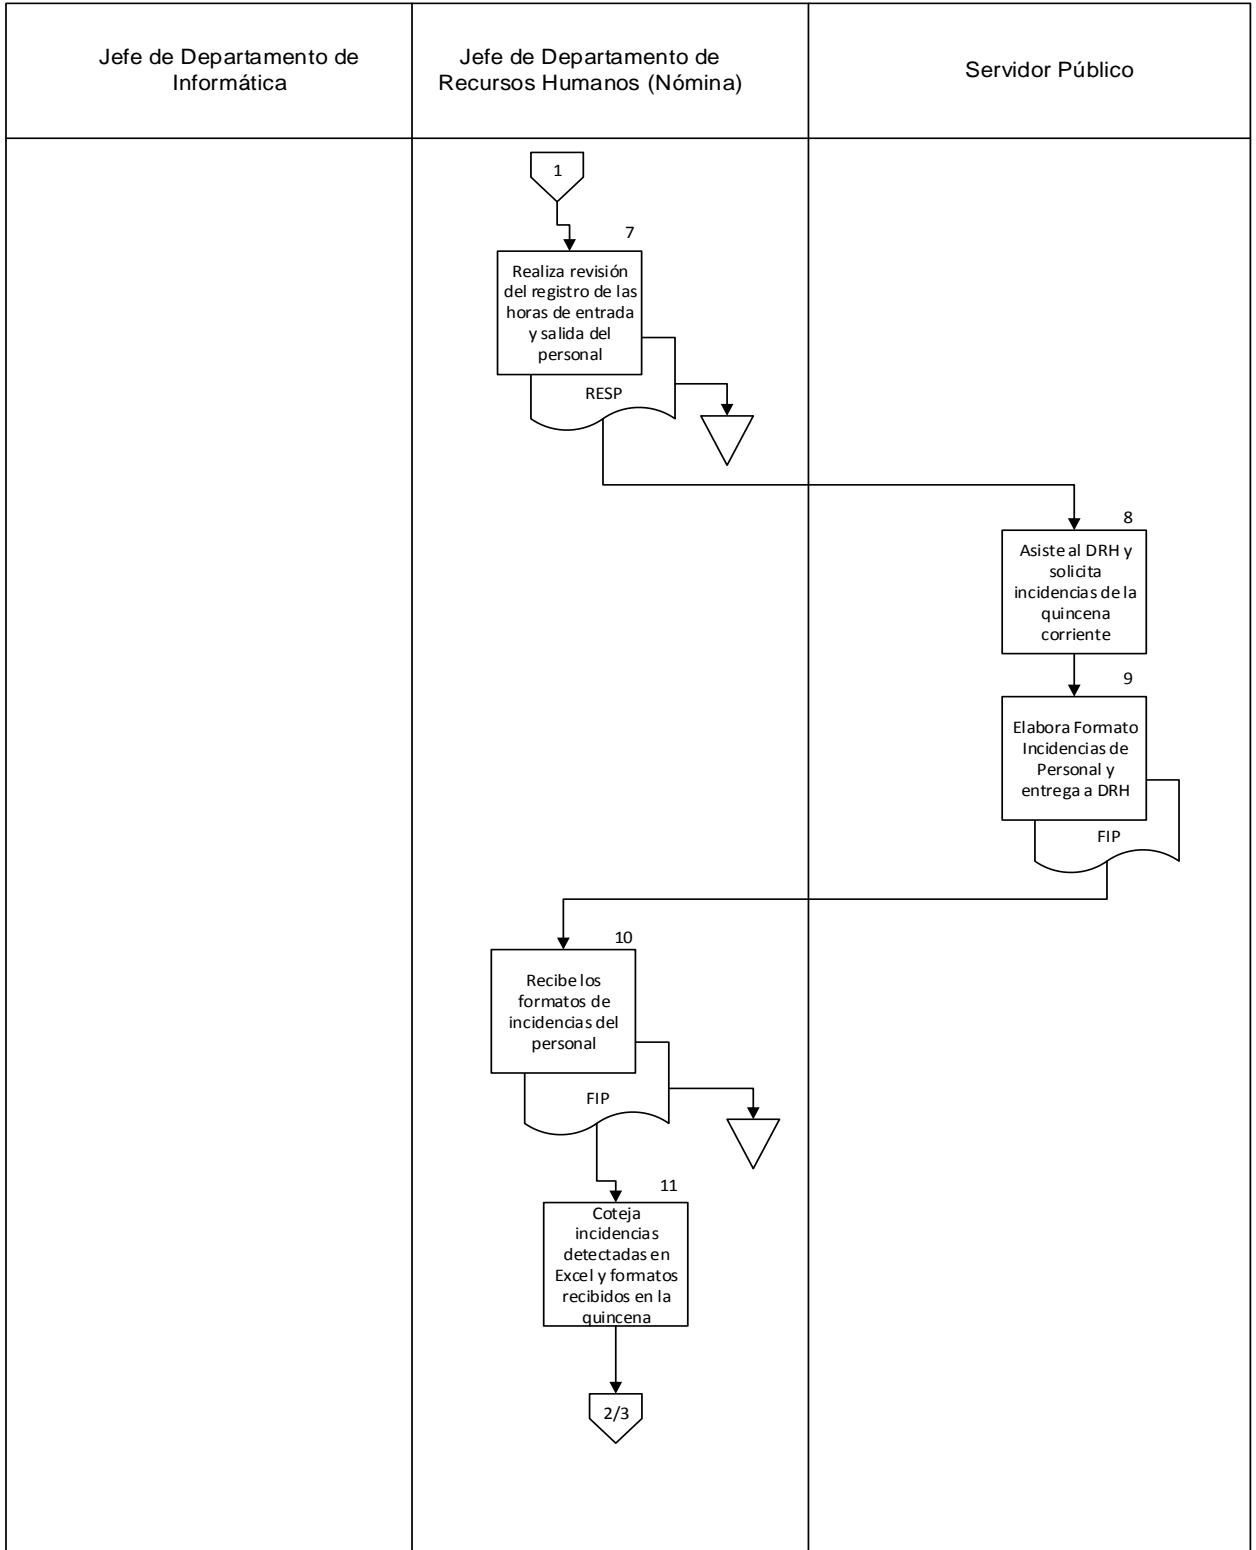 Jefe de Departamento de
Informática
Jefe de Departamento de
Recursos Humanos (Nómina)
Servidor Público
1
7
Realiza revisión
del registro de las
horas de entrada
y salida del
personal
RESP
8
Asiste al DRH y
solicita
incidencias de la
quincena
corriente
9
Elabora Formato
Incidencias de
Personal y
entrega a DRH
FIP
10
Recibe los
formatos de
incidencias del
personal
FIP
11
Coteja
incidencias
detectadas en
Excel y formatos
recibidos en la
quincena
2/3